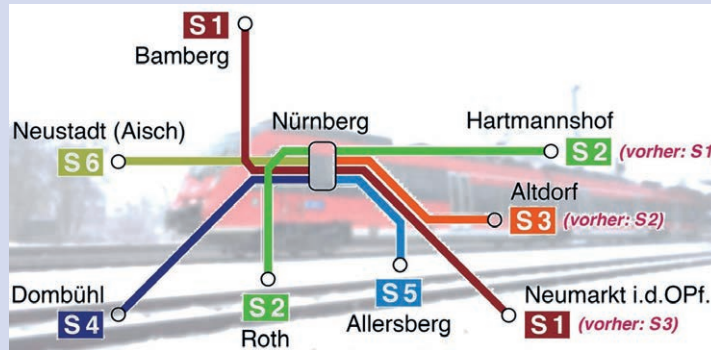 S1
Bamberg
Nürnberg
Hartmannshof
S2 (vorher: S1
Neustadt (Aisch)
S6
Altdorf
S3 (vorher: S2)
Dombühl
S4
S2
Roth
S5
Allersberg
Neumarkt i.d.OPf.
S1 (vorher: S3)